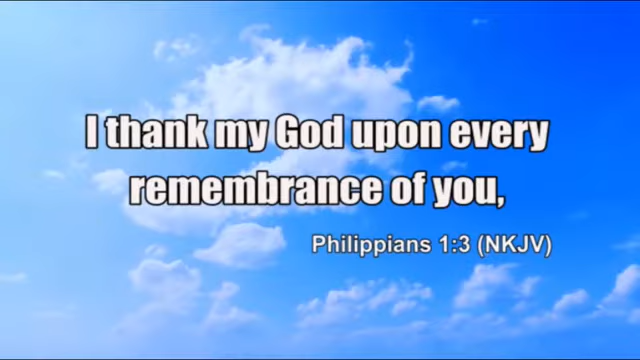 I thank my God upon every
remembrance of you,
Philippians 1:3 (NKJV)